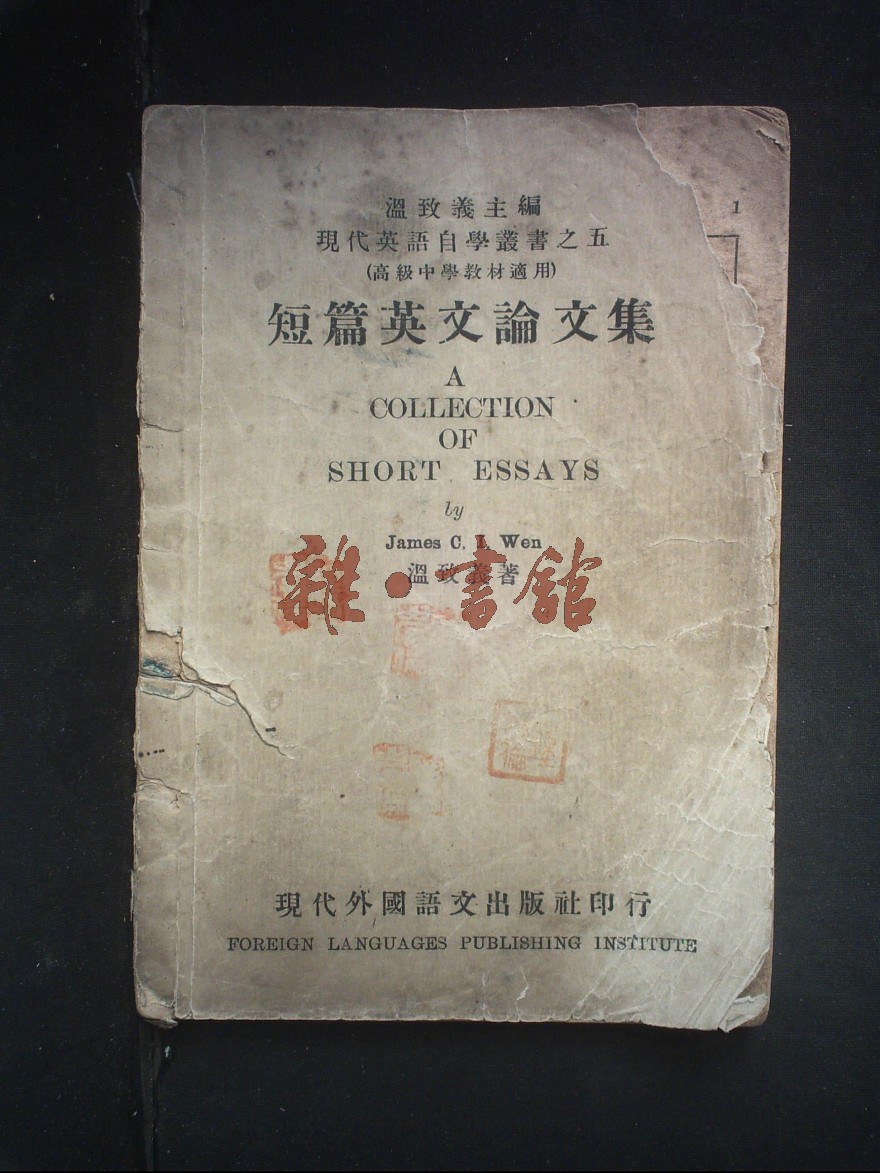 溫致義主編
現代英語自學叢書之五
(高級中學教材適用)
短篇英文論文集
A
COLLECTION
OF
SHORT ESSAYS
by
James C. I. Wen
溫致義著
雜·書館
現代外國語文出版社印行
FOREIGN LANGUAGES PUBLISHING INSTITUTE
1